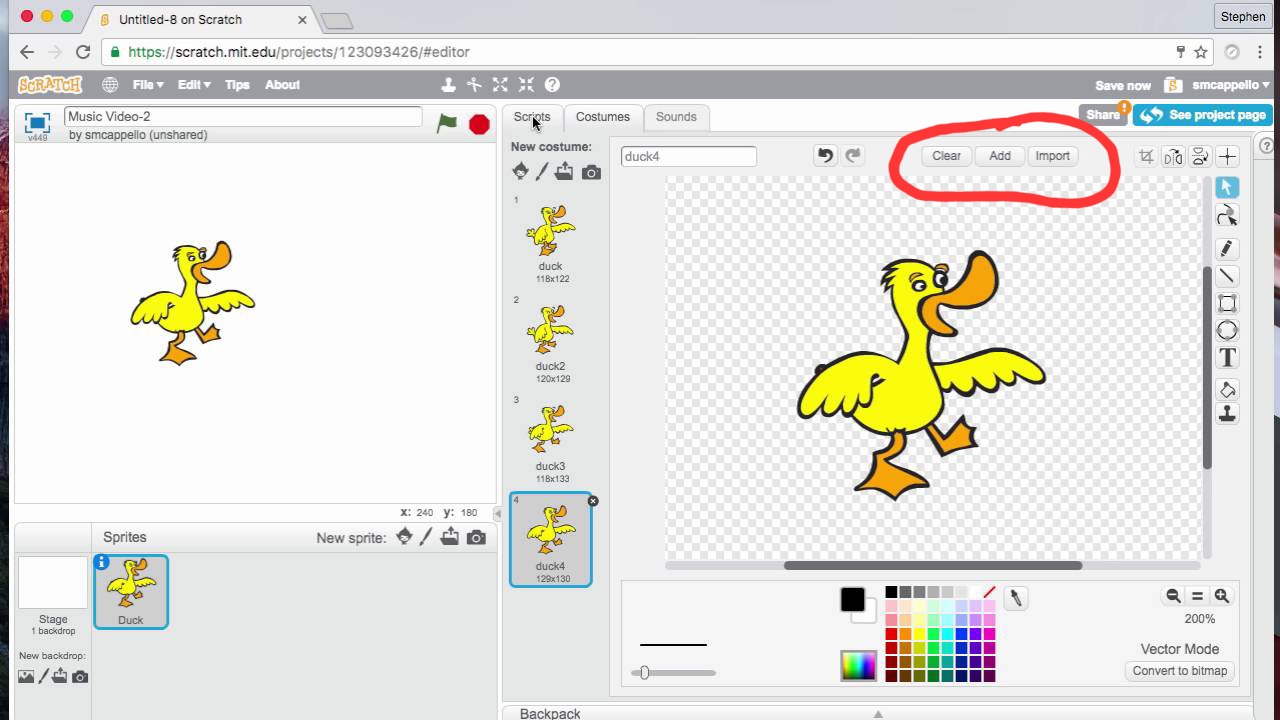 Untitled-8 on Scratch
Stephen
https://scratch.mit.edu/projects/123093426/#editor
SCRATCH
File
Edit
Tips
About
Save now
smcappello
Music Video-2
by smcappello (unshared)
v449
Scripts
Costumes
Sounds
Share
See project page
New costume:
duck4
Clear
Add
Import
1
duck
118x122
2
duck2
120x129
3
duck3
118x133
4
duck4
129x130
x: 240 y: 180
Sprites
New sprite:
Stage
1 backdrop
New backdrop:
Duck
200%
Vector Mode
Convert to bitmap
Backpack